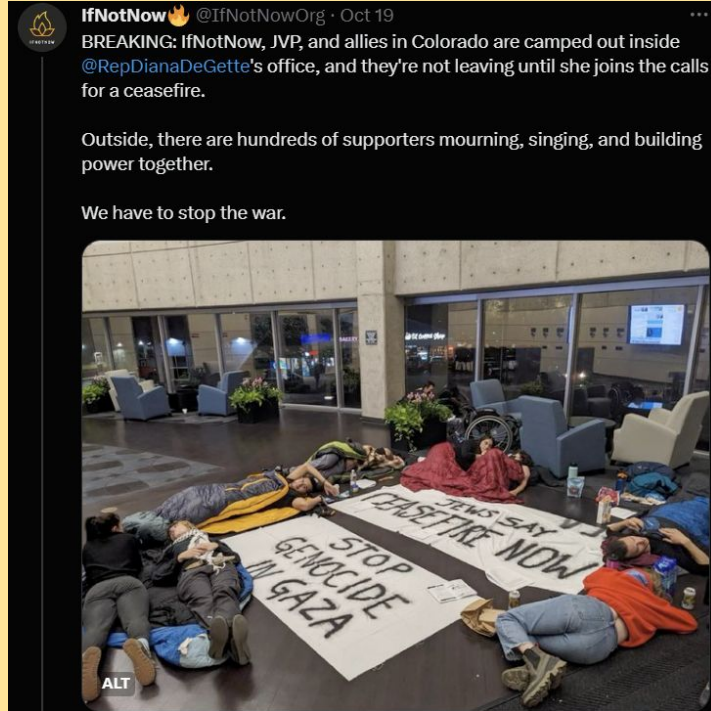 IfNotNow🔥 @IfNotNowOrg · Oct 19
BREAKING: IfNotNow, JVP, and allies in Colorado are camped out inside
@RepDianaDeGette's office, and they're not leaving until she joins the calls
for a ceasefire.
Outside, there are hundreds of supporters mourning, singing, and building
power together.
We have to stop the war.
JEWS SAY
CEASEFIRE NOW
STOP
GENOCIDE
IN GAZA
ALT